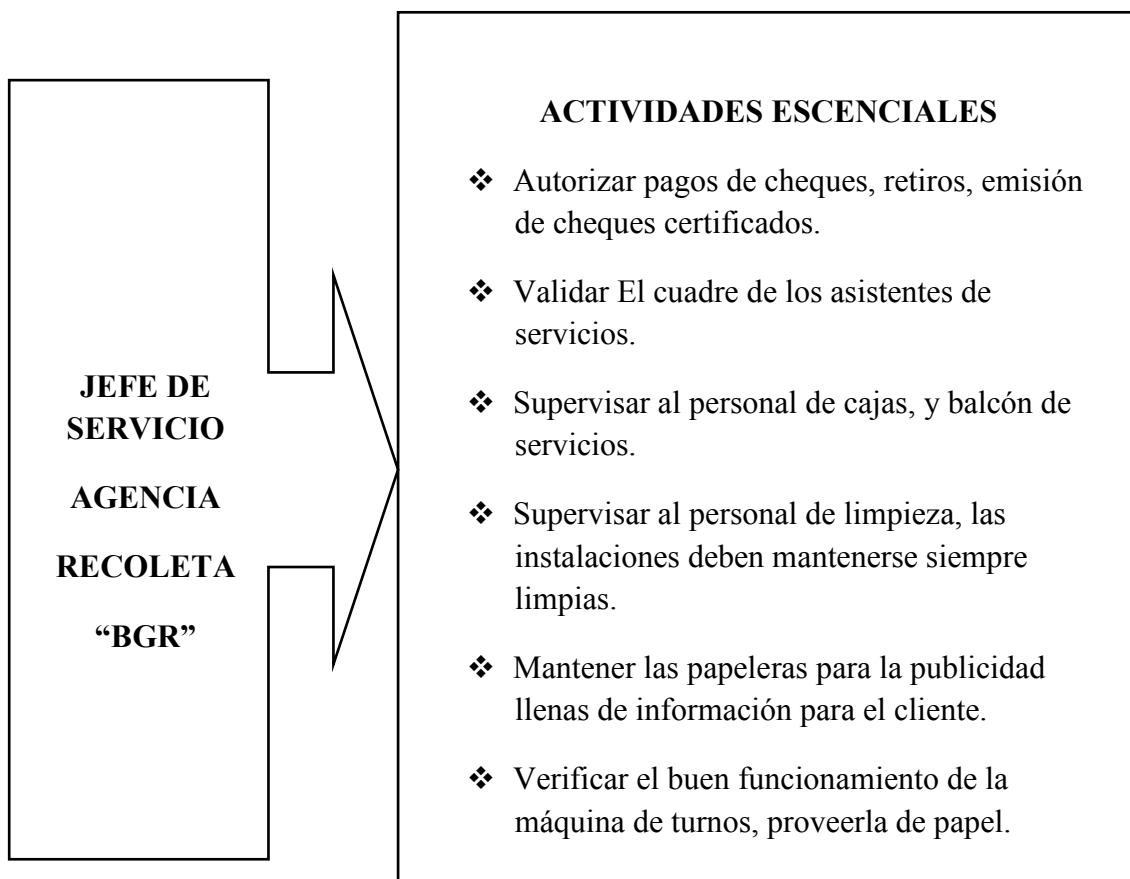 JEFE DE
SERVICIO
AGENCIA
RECOLETA
“BGR”
ACTIVIDADES ESCENCIALES
❖ Autorizar pagos de cheques, retiros, emisión
de cheques certificados.
❖ Validar El cuadre de los asistentes de
servicios.
❖ Supervisar al personal de cajas, y balcón de
servicios.
❖ Supervisar al personal de limpieza, las
instalaciones deben mantenerse siempre
limpias.
❖ Mantener las papeleras para la publicidad
llenas de información para el cliente.
❖ Verificar el buen funcionamiento de la
máquina de turnos, proveerla de papel.